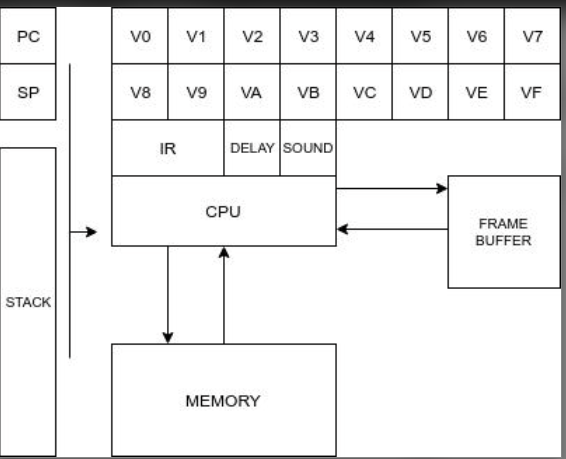 PC V0 V1 V2 V3 V4 V5 V6 V7
SP V8 V9 VA VB VC VD VE VF
IR DELAY SOUND
CPU
FRAME
BUFFER
STACK
MEMORY